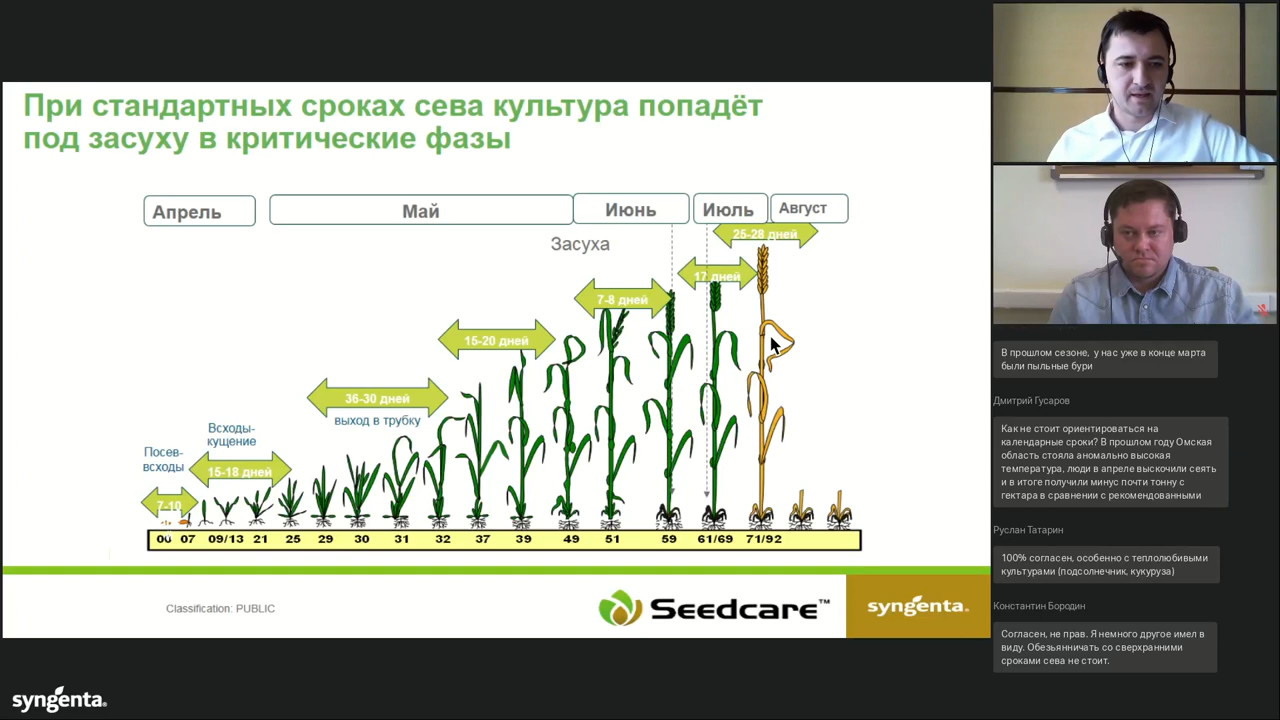 При стандартных сроках сева культура попадёт
под засуху в критические фазы
Апрель
Май
Июнь
Июль
Август
Засуха
25-28 дней
17 дней
7-8 дней
15-20 дней
36-30 дней
выход в трубку
Всходы-
кущение
15-18 дней
Посев-
всходы
7-10
00 07 09/13 21 25 29 30 31 32 37 39 49 51 59 61/69 71/92
Classification: PUBLIC
Seedcare™
syngenta.
syngenta.
В прошлом сезоне, у нас уже в конце марта
были пыльные бури
Дмитрий Гусаров
Как не стоит ориентироваться на
календарные сроки? В прошлом году Омская
область стояла аномально высокая
температура, люди в апреле выскочили сеять
и в итоге получили минус почти тонну с
гектара в сравнении с рекомендованными
Руслан Татарин
100% согласен, особенно с теплолюбивыми
культурами (подсолнечник, кукуруза)
Константин Бородин
Согласен, не прав. Я немного другое имел в
виду. Обезьянничать со сверхранними
сроками сева не стоит.